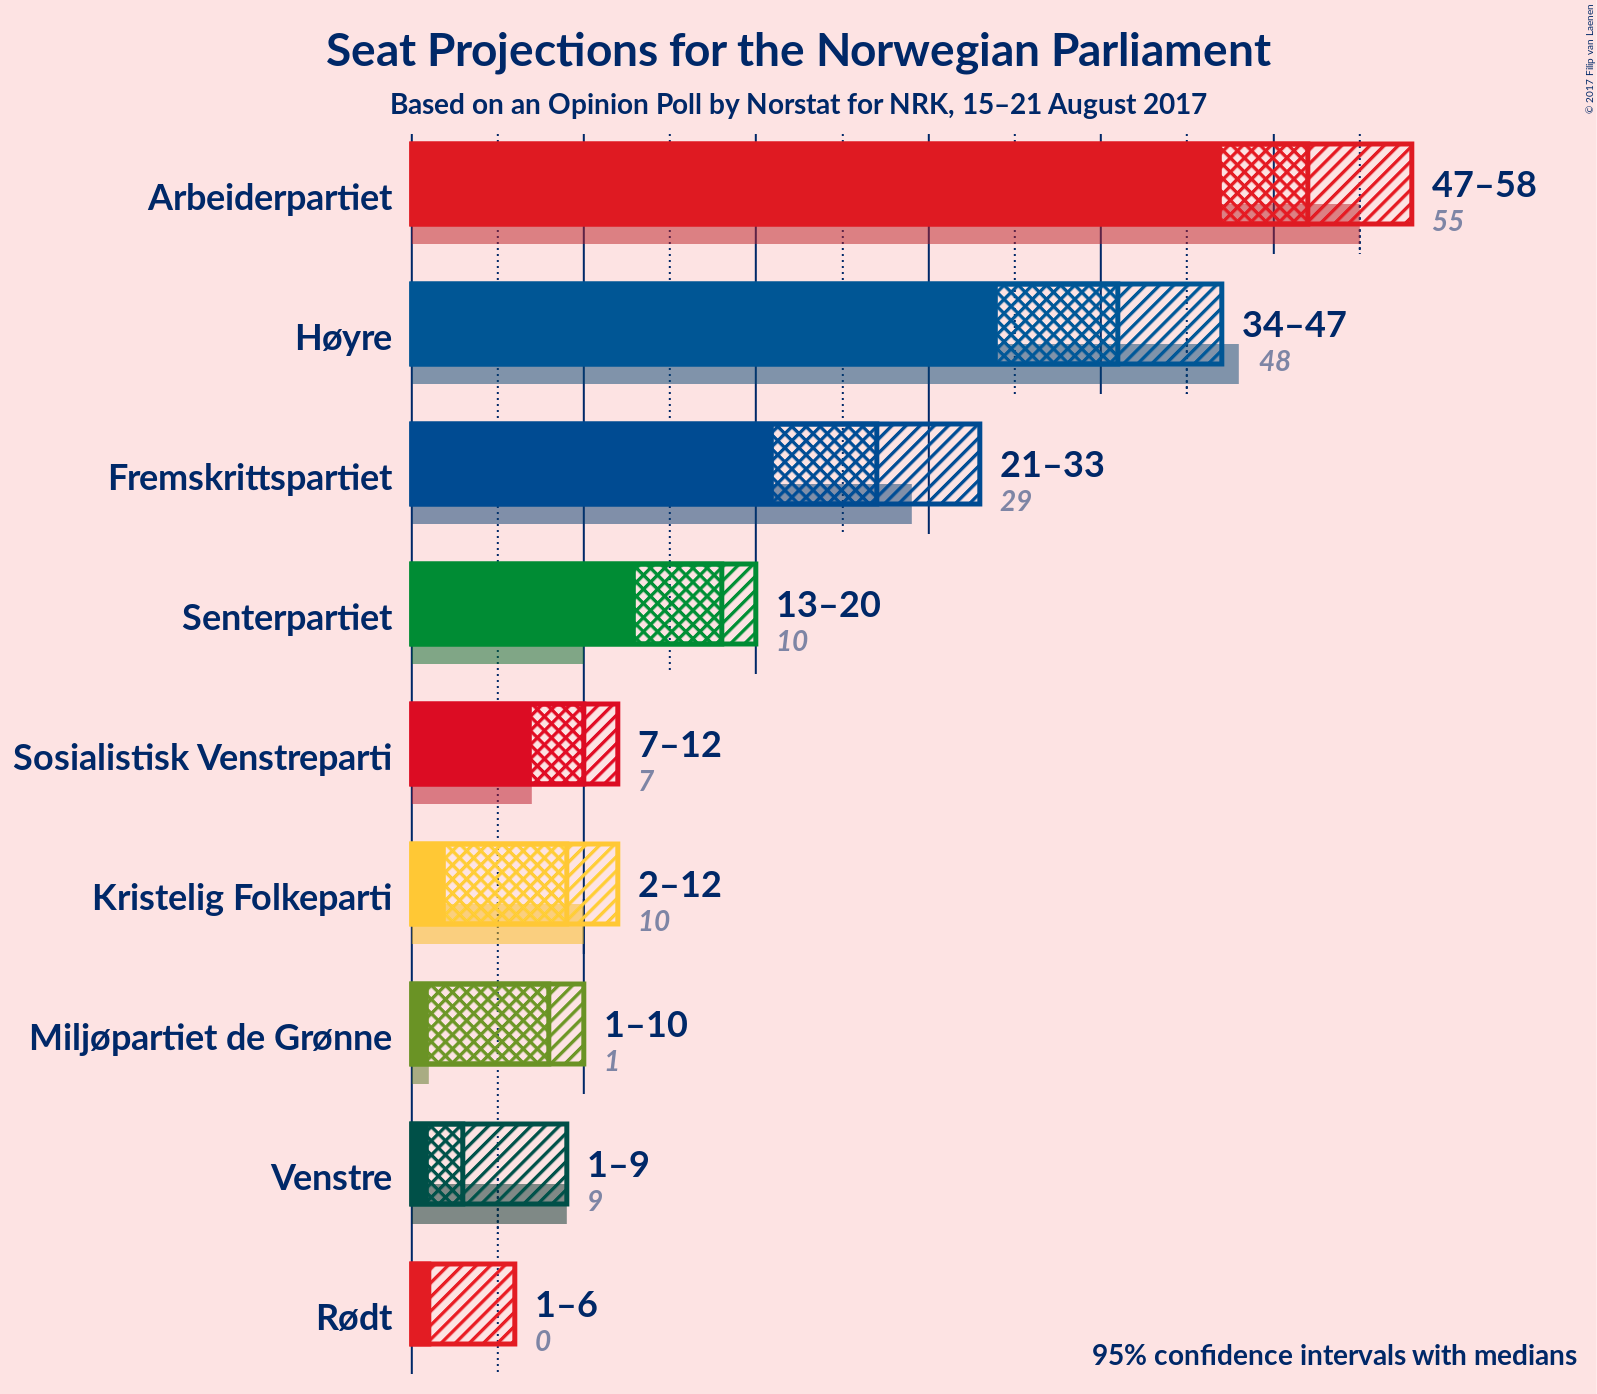 Seat Projections for the Norwegian Parliament
Based on an Opinion Poll by Norstat for NRK, 15–21 August 2017
© 2017 Filip van Laenen
Arbeiderpartiet
47–58
55
Høyre
34–47
48
Fremskrittspartiet
21–33
29
Senterpartiet
13–20
10
Sosialistisk Venstreparti
7–12
7
Kristelig Folkeparti
2–12
10
Miljøpartiet de Grønne
1–10
1
Venstre
1–9
9
Rødt
1–6
0
95% confidence intervals with medians